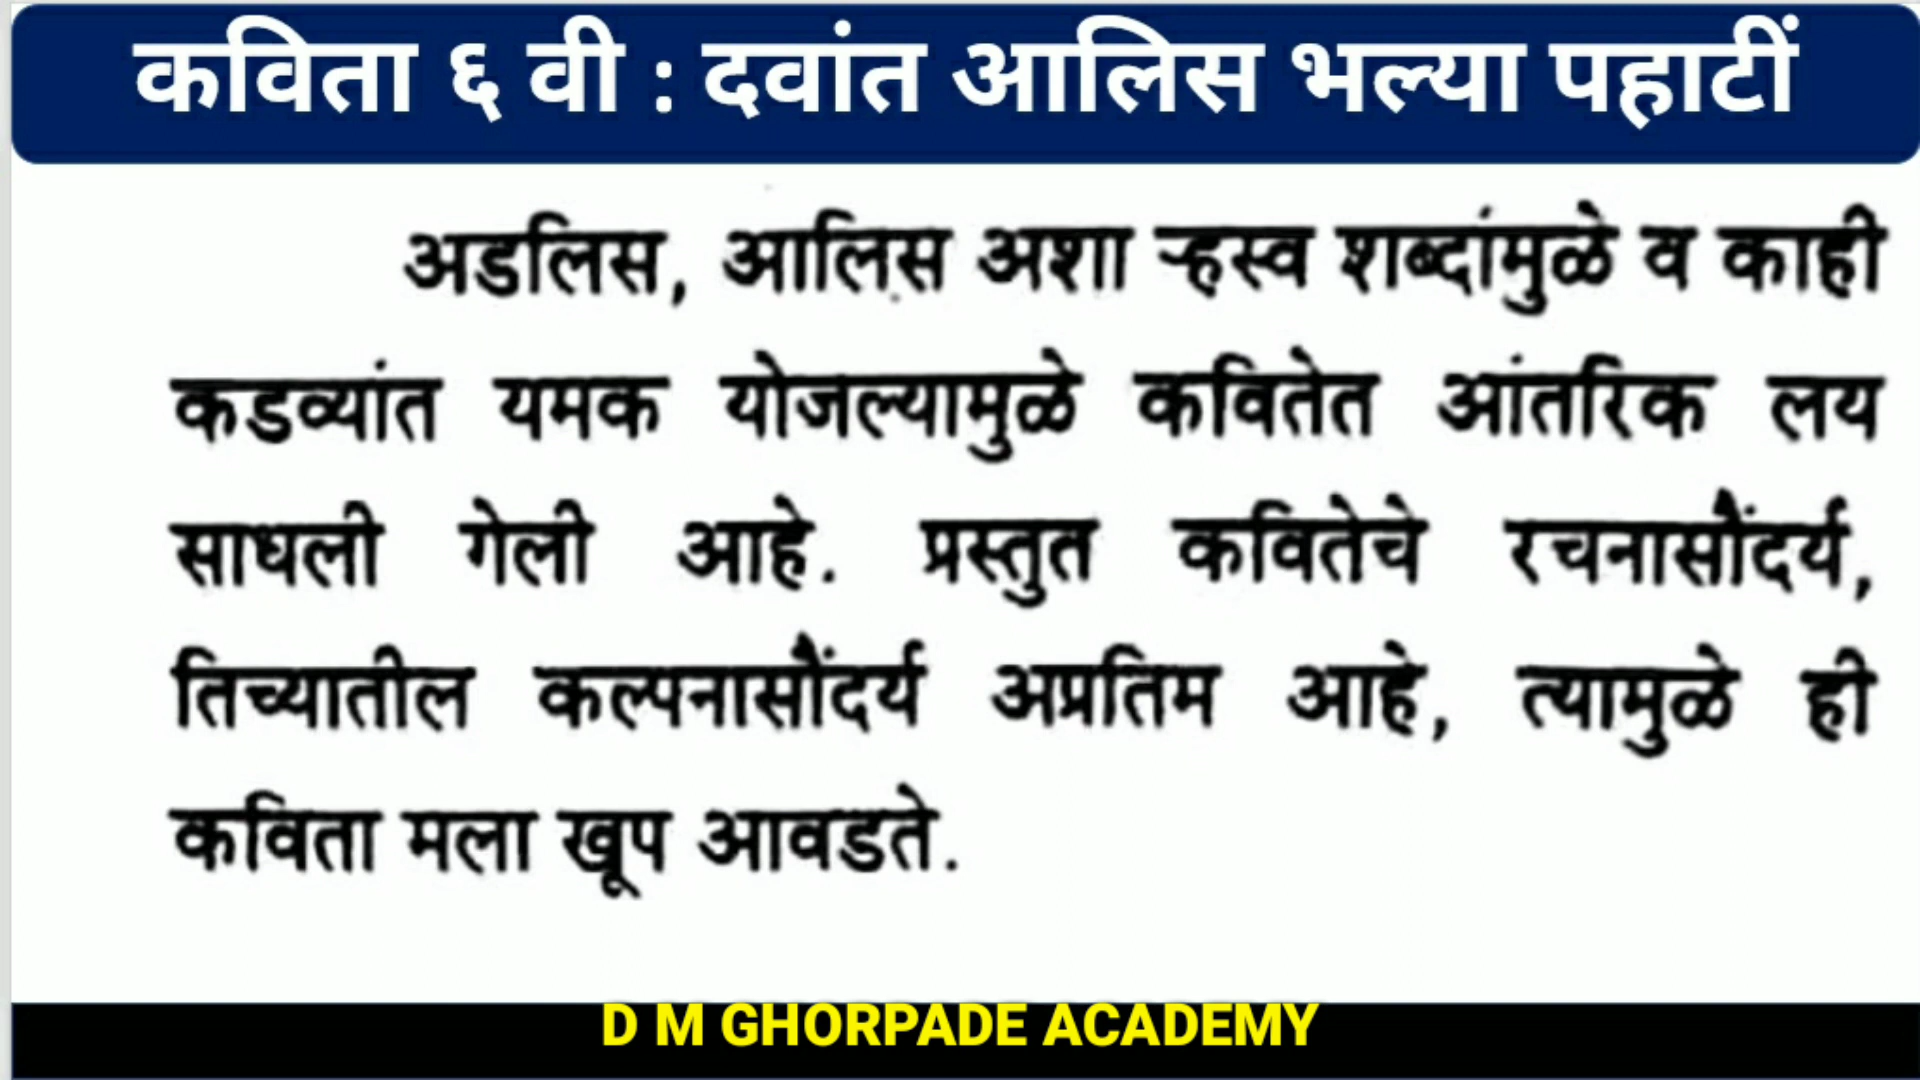 कविता ६ वी : दवांत आलिस भल्या पहाटीं
अडलिस, आलिस अशा ऱ्हस्व शब्दांमुळे व काही
कडव्यांत यमक योजल्यामुळे कवितेत आंतरिक लय
साधली गेली आहे. प्रस्तुत कवितेचे रचनासौंदर्य,
तिच्यातील कल्पनासौंदर्य अप्रतिम आहे, त्यामुळे ही
कविता मला खूप आवडते.
D M GHORPADE ACADEMY